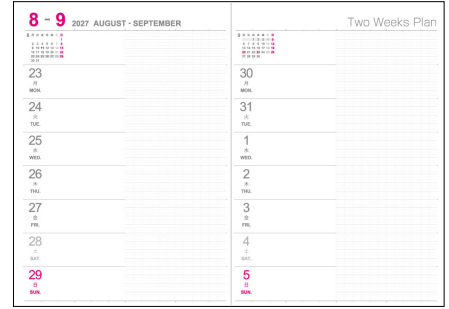 8 - 9 2027 AUGUST - SEPTEMBER
Two Weeks Plan
23
月
MON.
24
火
TUE.
25
水
WED.
26
木
THU.
27
金
FRI.
28
土
SAT.
29
日
SUN.
30
月
MON.
31
火
TUE.
1
水
WED.
2
木
THU.
3
金
FRI.
4
土
SAT.
5
日
SUN.